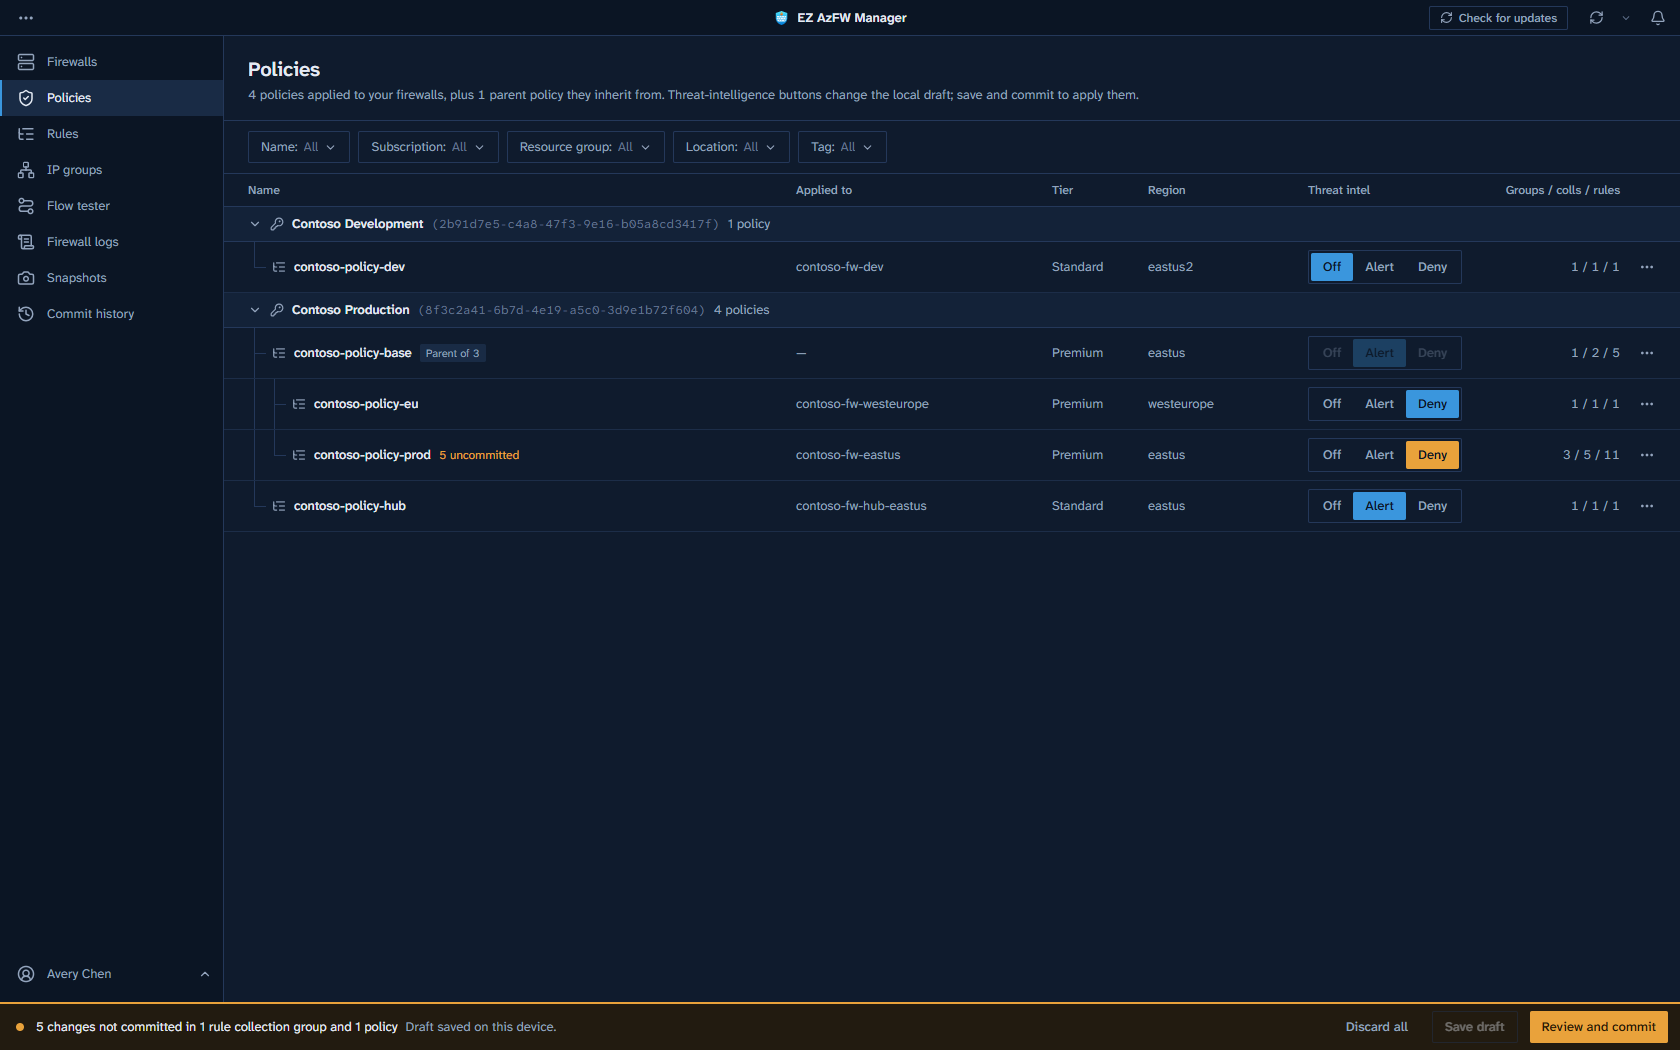 EZ AzFW Manager
Check for updates
Firewalls
Policies
Rules
IP groups
Flow tester
Firewall logs
Snapshots
Commit history
Avery Chen
Policies
4 policies applied to your firewalls, plus 1 parent policy they inherit from. Threat-intelligence buttons change the local draft; save and commit to apply them.
Name: All Subscription: All Resource group: All Location: All Tag: All
Name Applied to Tier Region Threat intel Groups / colls / rules
Contoso Development (2b91d7e5-c4a8-47f3-9e16-b05a8cd3417f) 1 policy
contoso-policy-dev contoso-fw-dev Standard eastus2 Off Alert Deny 1 / 1 / 1
Contoso Production (8f3c2a41-6b7d-4e19-a5c0-3d9e1b72f604) 4 policies
contoso-policy-base Parent of 3 — Premium eastus Off Alert Deny 1 / 2 / 5
contoso-policy-eu contoso-fw-westeurope Premium westeurope Off Alert Deny 1 / 1 / 1
contoso-policy-prod 5 uncommitted contoso-fw-eastus Premium eastus Off Alert Deny 3 / 5 / 11
contoso-policy-hub contoso-fw-hub-eastus Standard eastus Off Alert Deny 1 / 1 / 1
5 changes not committed in 1 rule collection group and 1 policy Draft saved on this device. Discard all Save draft Review and commit